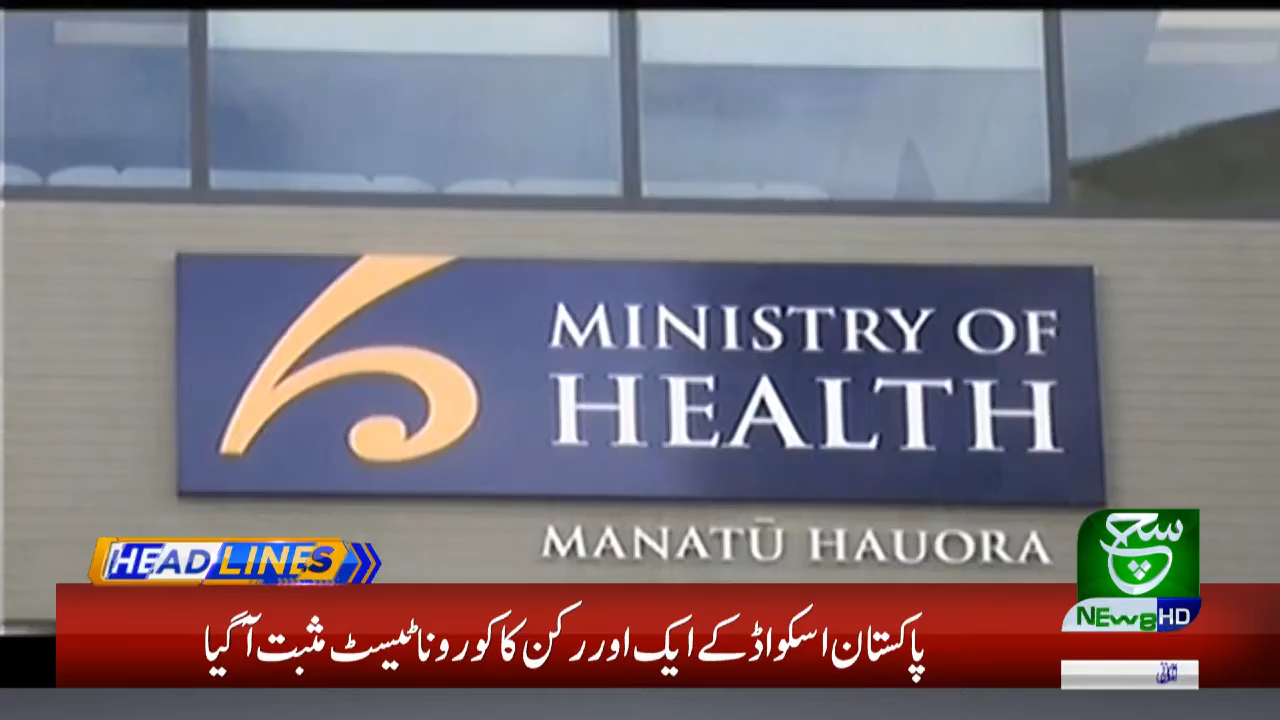 MINISTRY OF
HEALTH
MANATŪ HAUORA
HEADLINES
سچ
NEWS HD
پاکستان اسکواڈ کے ایک اور رکن کا کورونا ٹیسٹ مثبت آگیا